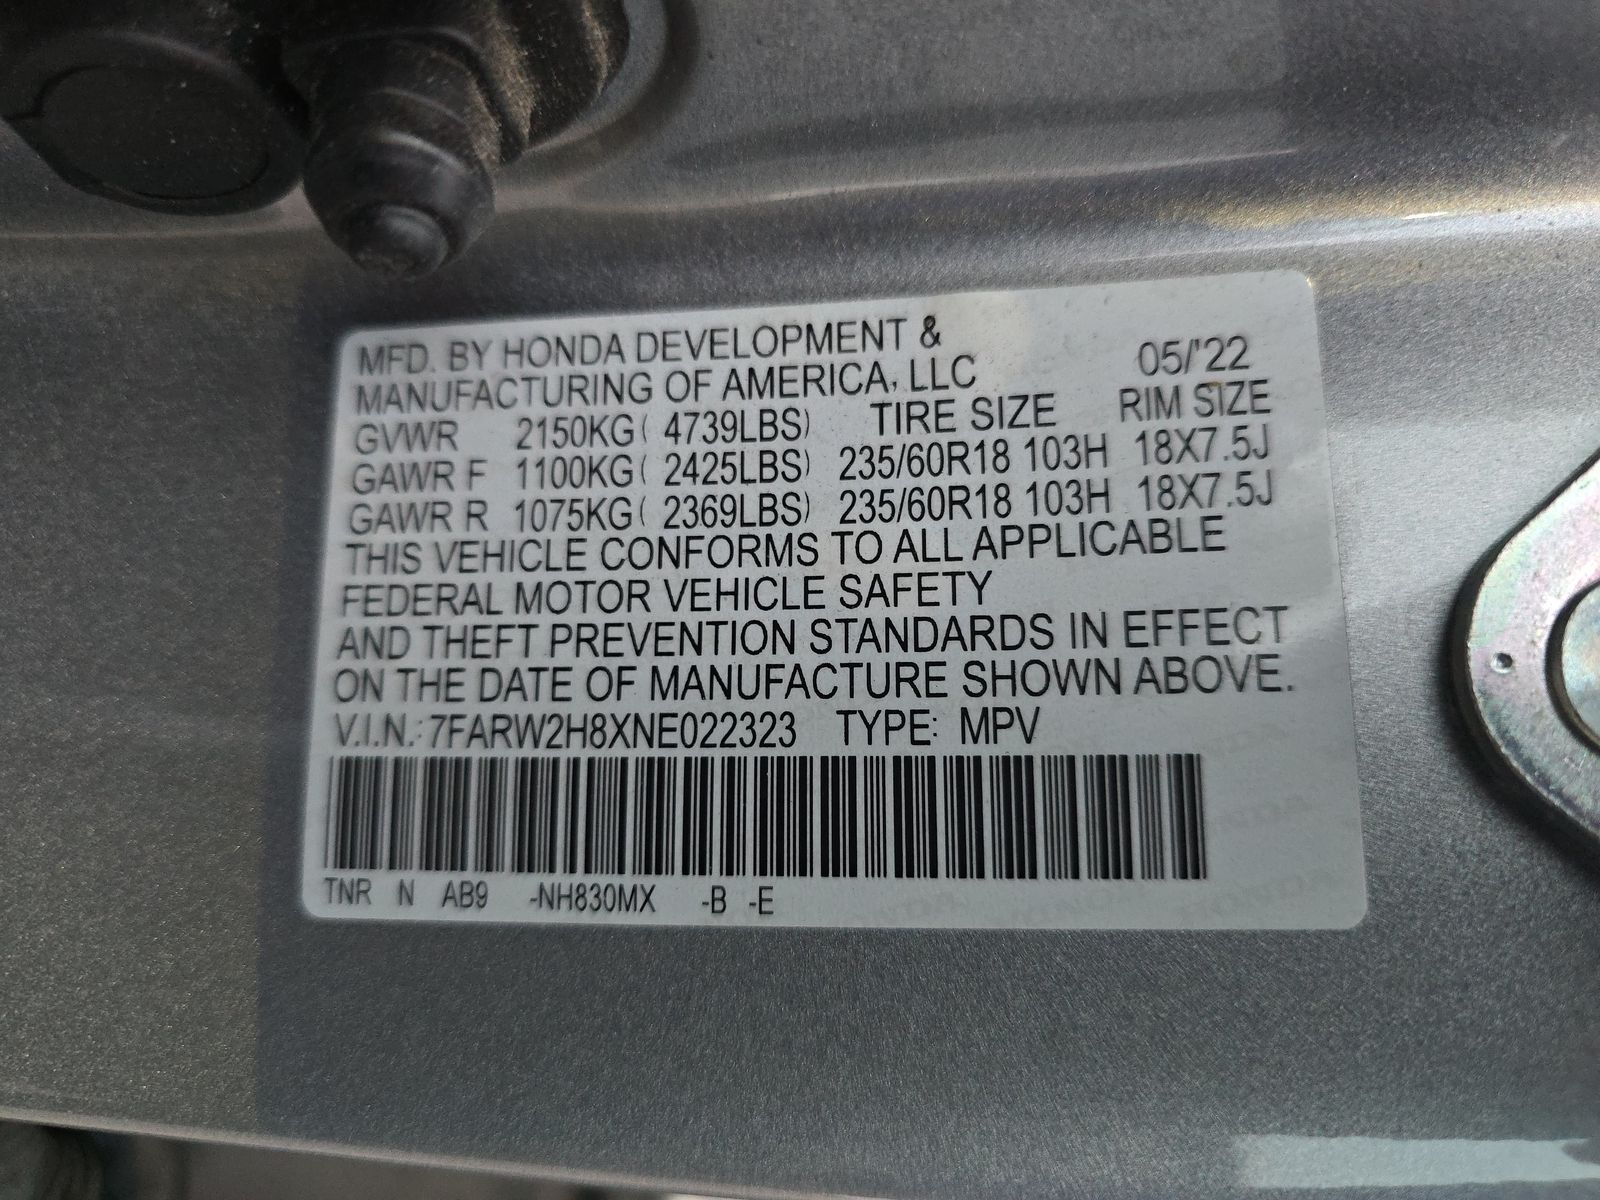 MFD. BY HONDA DEVELOPMENT &
MANUFACTURING OF AMERICA, LLC 05/'22
GVWR 2150KG( 4739LBS) TIRE SIZE RIM SIZE
GAWR F 1100KG( 2425LBS) 235/60R18 103H 18X7.5J
GAWR R 1075KG( 2369LBS) 235/60R18 103H 18X7.5J
THIS VEHICLE CONFORMS TO ALL APPLICABLE
FEDERAL MOTOR VEHICLE SAFETY
AND THEFT PREVENTION STANDARDS IN EFFECT
ON THE DATE OF MANUFACTURE SHOWN ABOVE.
V.I.N.: 7FARW2H8XNE022323 TYPE: MPV
TNR N AB9 -NH830MX -B -E